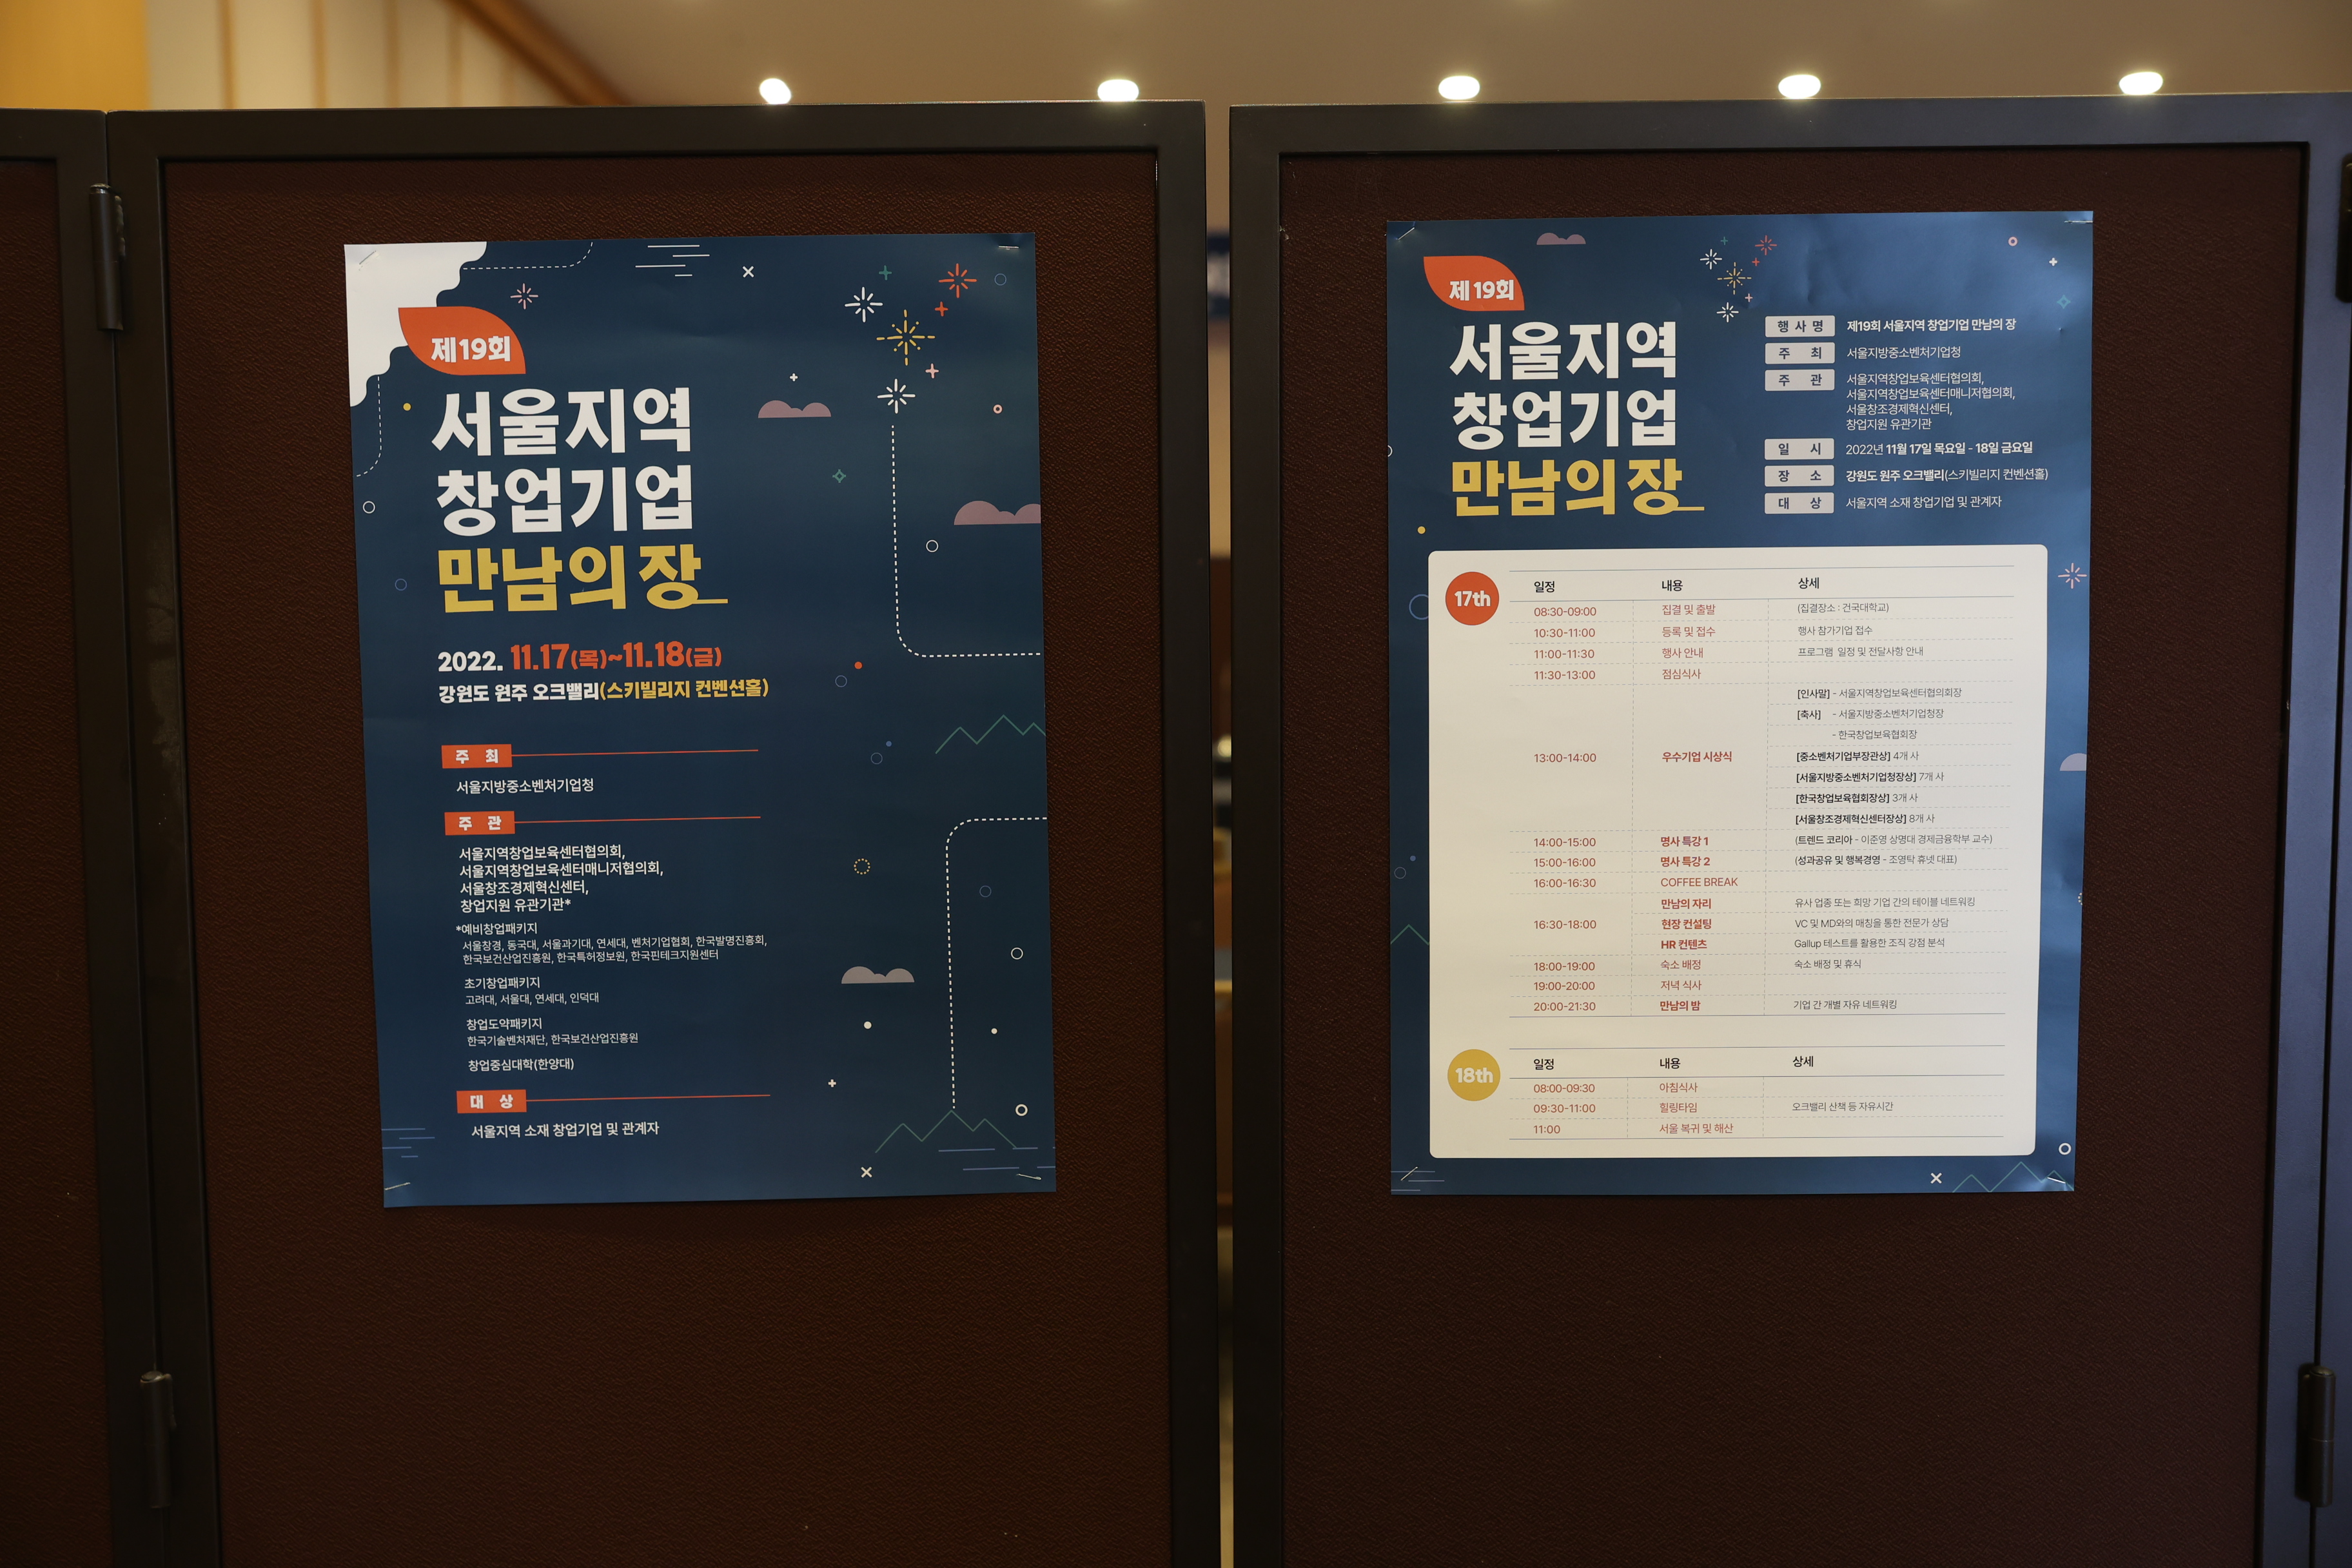 제19회
서울지역
창업기업
만남의 장
2022. 11.17(목)~11.18(금)
강원도 원주 오크밸리(스키빌리지 컨벤션홀)
주 최
서울지방중소벤처기업청
주 관
서울지역창업보육센터협의회,
서울지역창업보육센터매니저협의회,
서울창조경제혁신센터,
창업지원 유관기관*
*예비창업패키지
서울창경, 동국대, 서울과기대, 연세대, 벤처기업협회, 한국발명진흥회,
한국보건산업진흥원, 한국특허정보원, 한국핀테크지원센터
초기창업패키지
고려대, 서울대, 연세대, 인덕대
창업도약패키지
한국기술벤처재단, 한국보건산업진흥원
창업중심대학(한양대)
대 상
서울지역 소재 창업기업 및 관계자
제19회
서울지역
창업기업
만남의 장
행 사 명 제19회 서울지역 창업기업 만남의 장
주 최 서울지방중소벤처기업청
주 관 서울지역창업보육센터협의회,
서울지역창업보육센터매니저협의회,
서울창조경제혁신센터,
창업지원 유관기관
일 시 2022년 11월 17일 목요일 - 18일 금요일
장 소 강원도 원주 오크밸리(스키빌리지 컨벤션홀)
대 상 서울지역 소재 창업기업 및 관계자
17th
일정 내용 상세
08:30-09:00 집결 및 출발 (집결장소 : 건국대학교)
10:30-11:00 등록 및 접수 행사 참가기업 접수
11:00-11:30 행사 안내 프로그램 일정 및 전달사항 안내
11:30-13:00 점심식사
13:00-14:00 우수기업 시상식
[인사말] - 서울지역창업보육센터협의회장
[축사] - 서울지방중소벤처기업청장
- 한국창업보육협회장
[중소벤처기업부장관상] 4개 사
[서울지방중소벤처기업청장상] 7개 사
[한국창업보육협회장상] 3개 사
[서울창조경제혁신센터장상] 8개 사
14:00-15:00 명사 특강 1 (트렌드 코리아 - 이준영 상명대 경제금융학부 교수)
15:00-16:00 명사 특강 2 (성과공유 및 행복경영 - 조영탁 휴넷 대표)
16:00-16:30 COFFEE BREAK
16:30-18:00
만남의 자리 유사 업종 또는 희망 기업 간의 테이블 네트워킹
현장 컨설팅 VC 및 MD와의 매칭을 통한 전문가 상담
HR 컨텐츠 Gallup 테스트를 활용한 조직 강점 분석
18:00-19:00 숙소 배정 숙소 배정 및 휴식
19:00-20:00 저녁 식사
20:00-21:30 만남의 밤 기업 간 개별 자유 네트워킹
18th
일정 내용 상세
08:00-09:30 아침식사
09:30-11:00 힐링타임 오크밸리 산책 등 자유시간
11:00 서울 복귀 및 해산